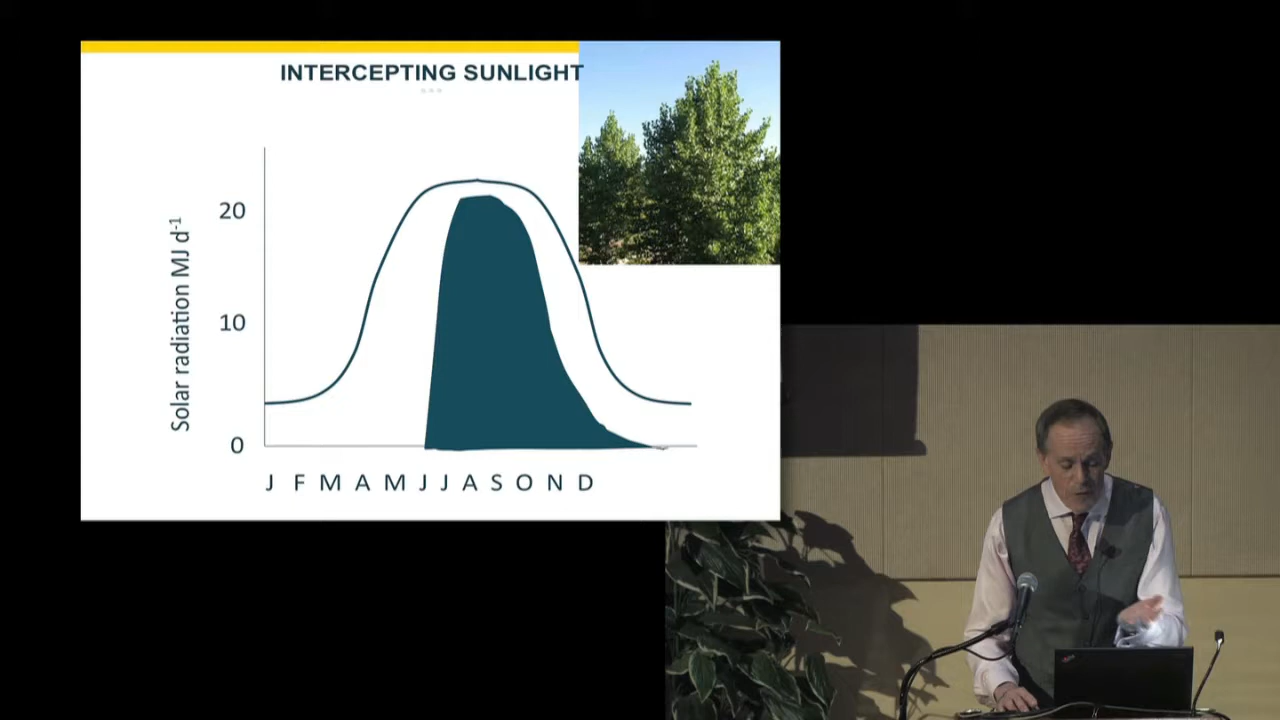 INTERCEPTING SUNLIGHT
Solar radiation MJ d-1
20
10
0
J F M A M J J A S O N D